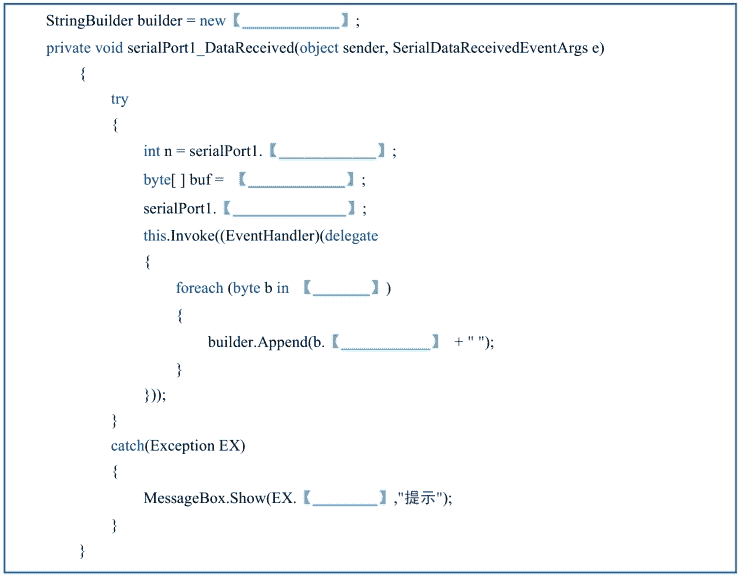 StringBuilder builder = new【____________】;
private void serialPort1_DataReceived(object sender, SerialDataReceivedEventArgs e)
{
try
{
int n = serialPort1.【____________】;
byte[ ] buf = 【____________】;
serialPort1.【______________】;
this.Invoke((EventHandler)(delegate
{
foreach (byte b in 【_______】)
{
builder.Append(b.【___________】 + " ");
}
}));
}
catch(Exception EX)
{
MessageBox.Show(EX.【________】,"提示");
}
}